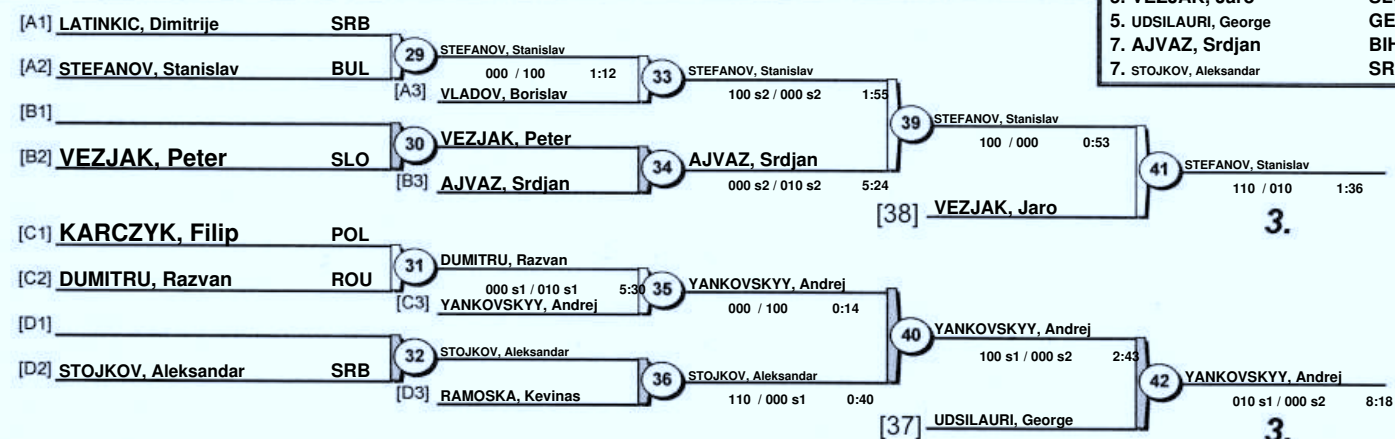 5. UDSILAURI, George GE
7. AJVAZ, Srdjan BIH
7. STOJKOV, Aleksandar SR
[A1] LATINKIC, Dimitrije SRB
29
STEFANOV, Stanislav
[A2] STEFANOV, Stanislav BUL
000 / 100 1:12
[A3] VLADOV, Borislav
33
STEFANOV, Stanislav
100 s2 / 000 s2 1:55
[B1]
30
VEZJAK, Peter
[B2] VEZJAK, Peter SLO
[B3] AJVAZ, Srdjan
34
AJVAZ, Srdjan
000 s2 / 010 s2 5:24
39
STEFANOV, Stanislav
100 / 000 0:53
[38] VEZJAK, Jaro
41
STEFANOV, Stanislav
110 / 010 1:36
3.
[C1] KARCZYK, Filip POL
31
DUMITRU, Razvan
[C2] DUMITRU, Razvan ROU
000 s1 / 010 s1 5:30
[C3] YANKOVSKYY, Andrej
35
YANKOVSKYY, Andrej
000 / 100 0:14
[D1]
32
STOJKOV, Aleksandar
[D2] STOJKOV, Aleksandar SRB
[D3] RAMOSKA, Kevinas
36
STOJKOV, Aleksandar
110 / 000 s1 0:40
40
YANKOVSKYY, Andrej
100 s1 / 000 s2 2:43
[37] UDSILAURI, George
42
YANKOVSKYY, Andrej
010 s1 / 000 s2 8:18
3.